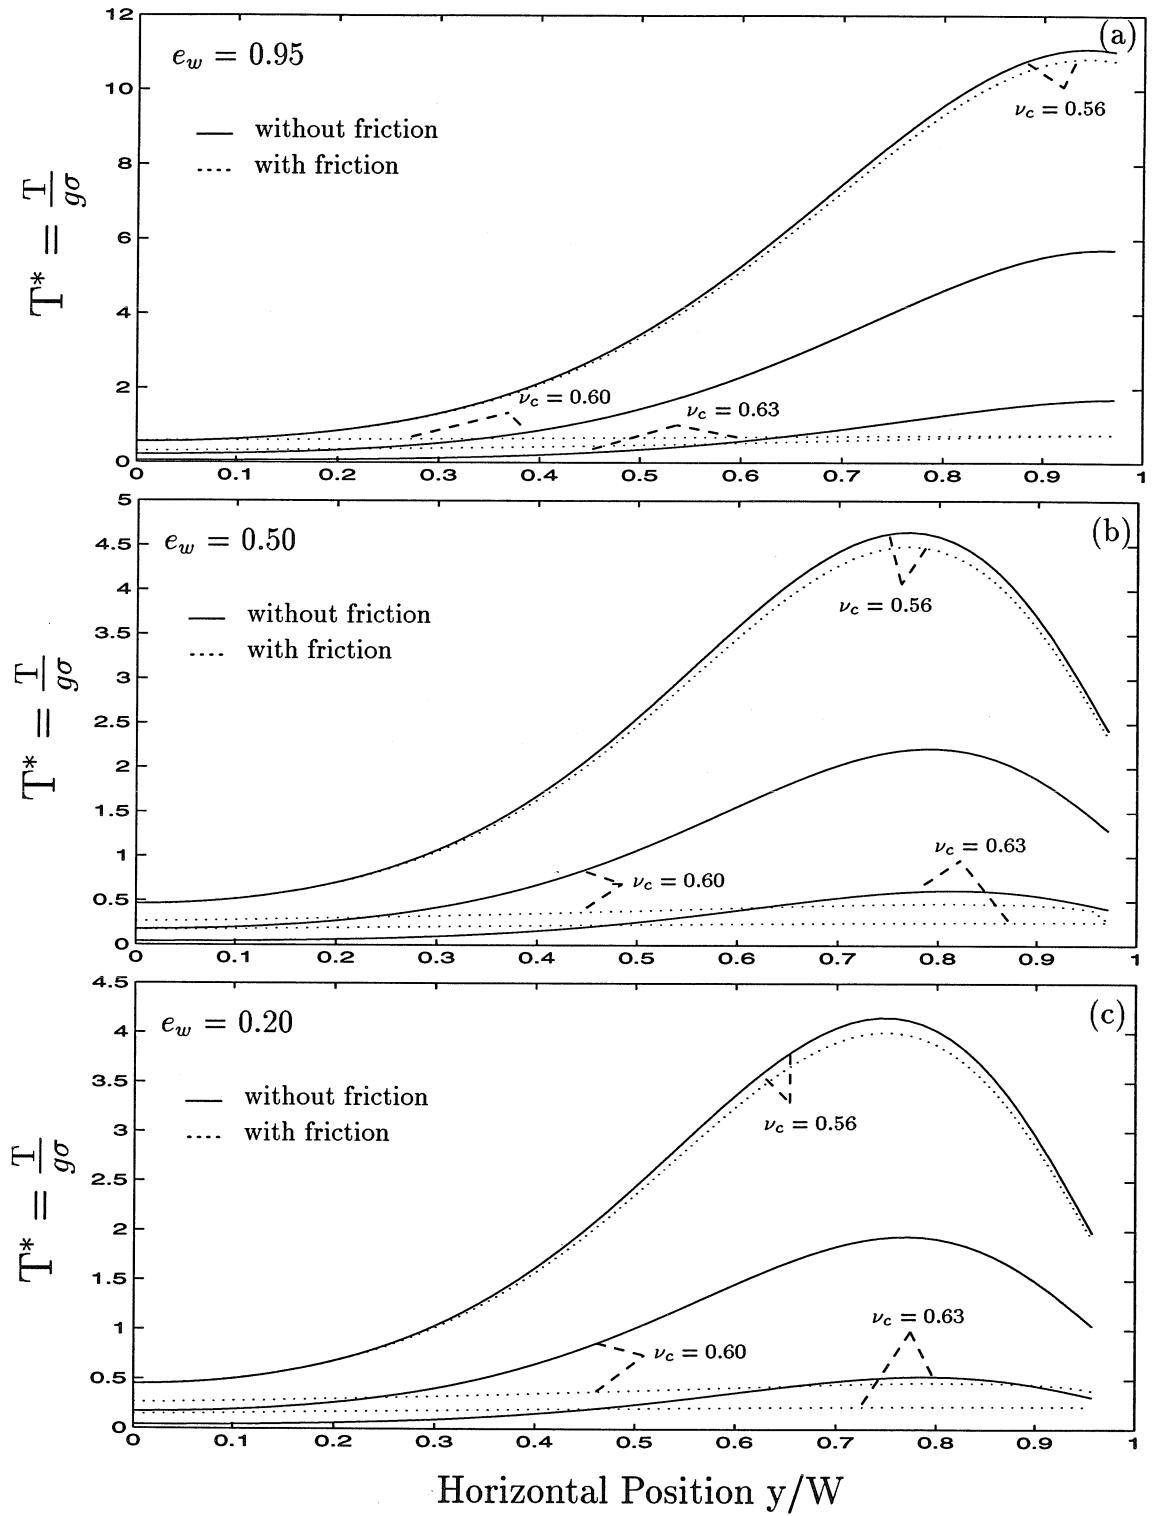 12
10
8
6
4
2
0
T* = T/gσ
(a)
e_w = 0.95
without friction
with friction
ν_c = 0.56
ν_c = 0.60
ν_c = 0.63
0 0.1 0.2 0.3 0.4 0.5 0.6 0.7 0.8 0.9 1
5
4.5
4
3.5
3
2.5
2
1.5
1
0.5
0
T* = T/gσ
(b)
e_w = 0.50
without friction
with friction
ν_c = 0.56
ν_c = 0.63
ν_c = 0.60
0 0.1 0.2 0.3 0.4 0.5 0.6 0.7 0.8 0.9 1
4.5
4
3.5
3
2.5
2
1.5
1
0.5
0
T* = T/gσ
(c)
e_w = 0.20
without friction
with friction
ν_c = 0.56
ν_c = 0.63
ν_c = 0.60
0 0.1 0.2 0.3 0.4 0.5 0.6 0.7 0.8 0.9 1
Horizontal Position y/W